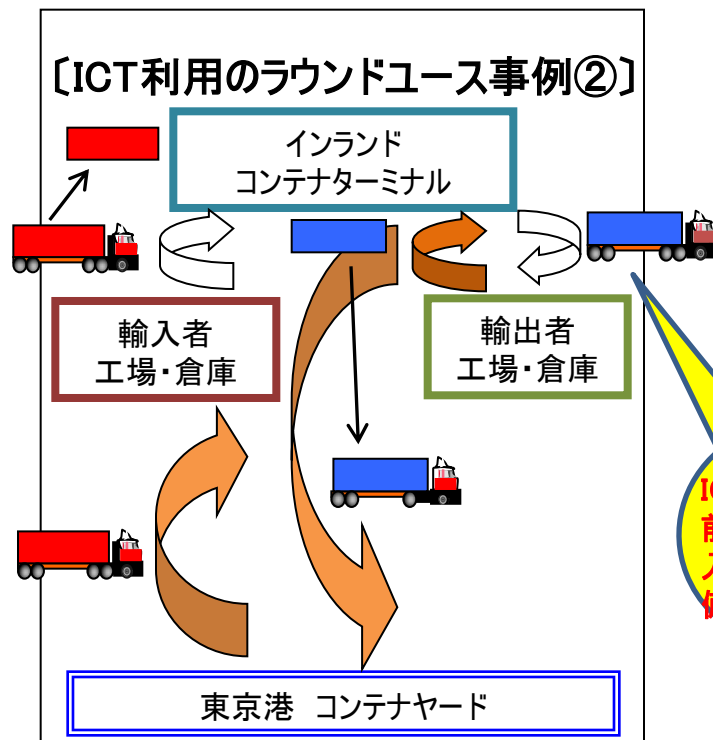 〔ICT利用のラウンドユース事例②〕
インランド
コンテナターミナル
輸入者
工場・倉庫
輸出者
工場・倉庫
東京港 コンテナヤード